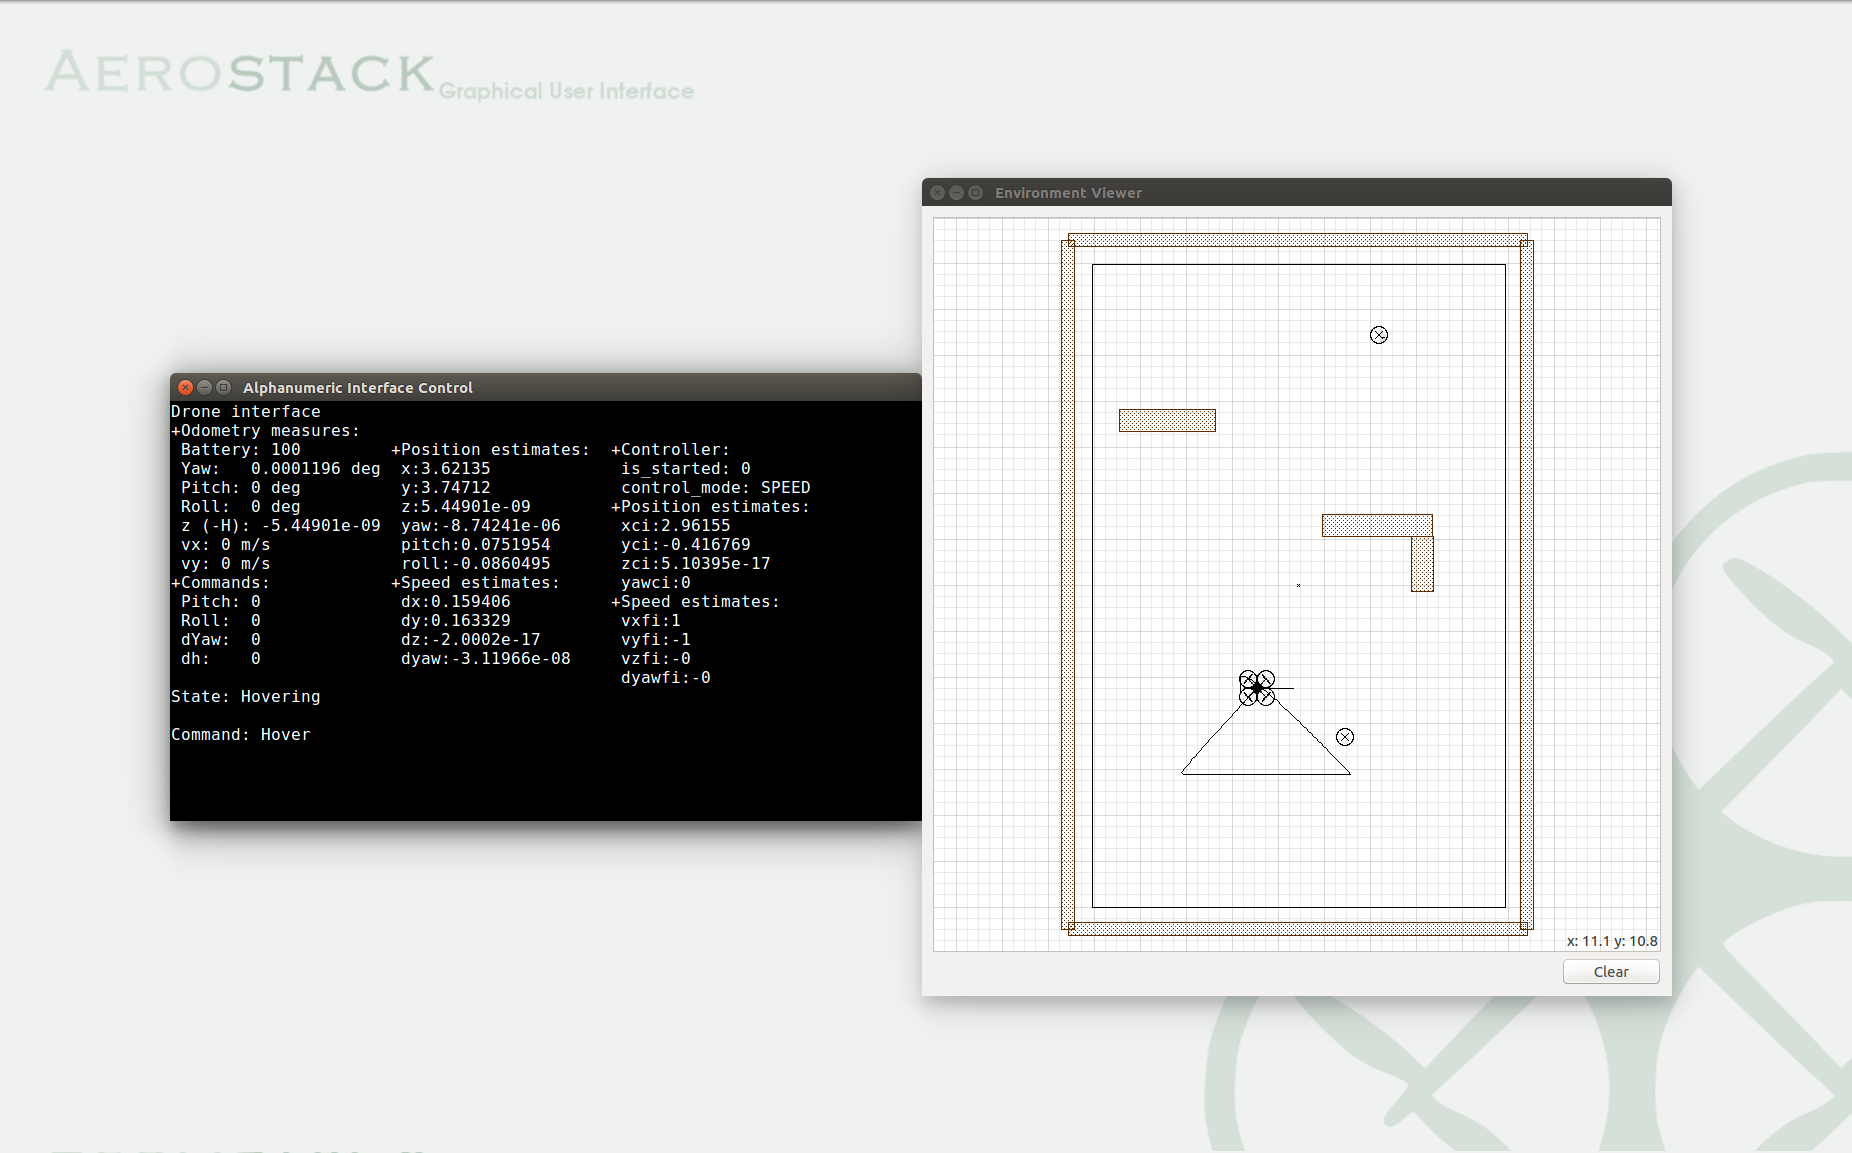 AEROSTACK Graphical User Interface
Environment Viewer
Alphanumeric Interface Control
Drone interface
+Odometry measures:
Battery: 100 +Position estimates: +Controller:
Yaw: 0.0001196 deg x:3.62135 is_started: 0
Pitch: 0 deg y:3.74712 control_mode: SPEED
Roll: 0 deg z:5.44901e-09 +Position estimates:
z (-H): -5.44901e-09 yaw:-8.74241e-06 xci:2.96155
vx: 0 m/s pitch:0.0751954 yci:-0.416769
vy: 0 m/s roll:-0.0860495 zci:5.10395e-17
+Commands: +Speed estimates: yawci:0
Pitch: 0 dx:0.159406 +Speed estimates:
Roll: 0 dy:0.163329 vxfi:1
dYaw: 0 dz:-2.0002e-17 vyfi:-1
dh: 0 dyaw:-3.11966e-08 vzfi:-0
dyawfi:-0
State: Hovering
Command: Hover
x: 11.1 y: 10.8
Clear